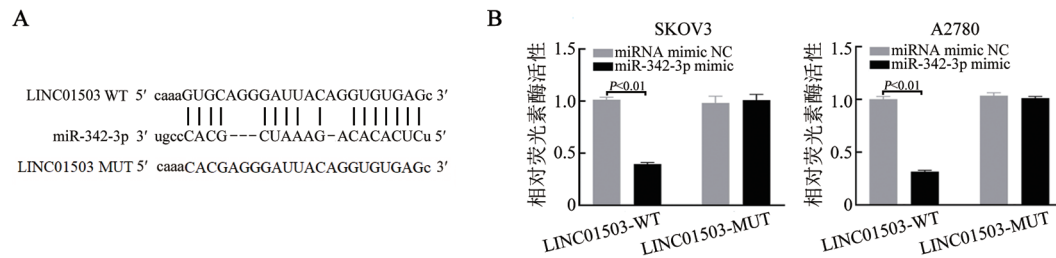 A
LINC01503 WT 5′ caaaGUGCAGGGAUUACAGGUGUGAGc 3′
miR-342-3p 3′ ugccCACG---CUAAAG-ACACACUCu 5′
LINC01503 MUT 5′ caaaCACGAGGGAUUACAGGUGUGAGc 3′
B
SKOV3
相对荧光素酶活性
1.5
1.0
0.5
0
miRNA mimic NC
miR-342-3p mimic
P<0.01
LINC01503-WT
LINC01503-MUT
A2780
相对荧光素酶活性
1.5
1.0
0.5
0
miRNA mimic NC
miR-342-3p mimic
P<0.01
LINC01503-WT
LINC01503-MUT